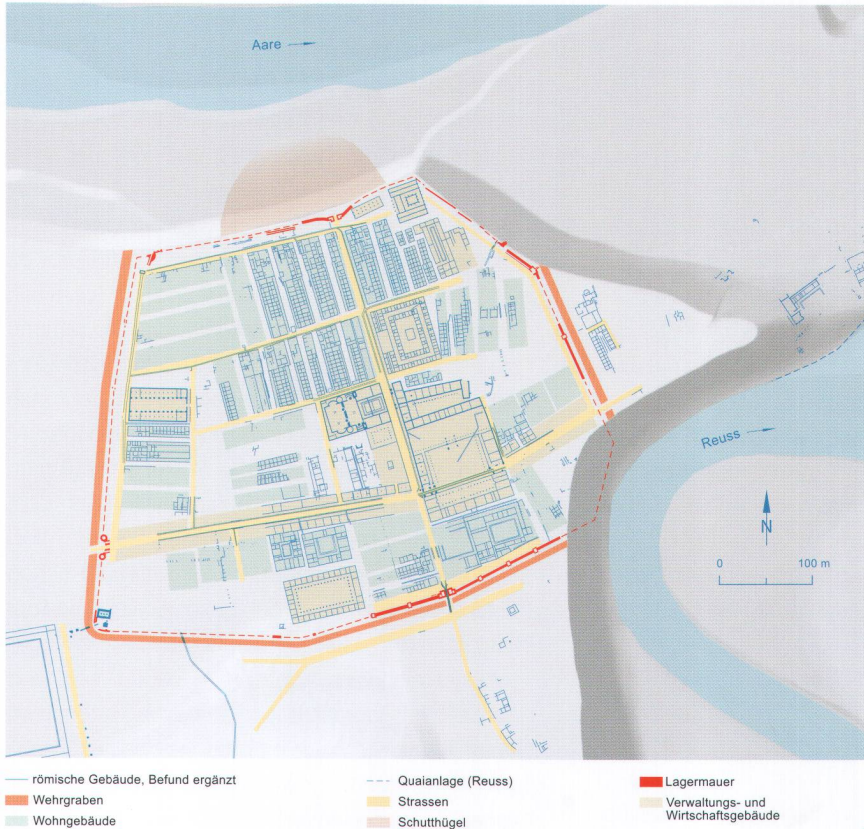 Aare
Reuss
N
0 100 m
römische Gebäude, Befund ergänzt
Wehrgraben
Wohngebäude
Quaianlage (Reuss)
Strassen
Schutthügel
Lagermauer
Verwaltungs- und
Wirtschaftsgebäude